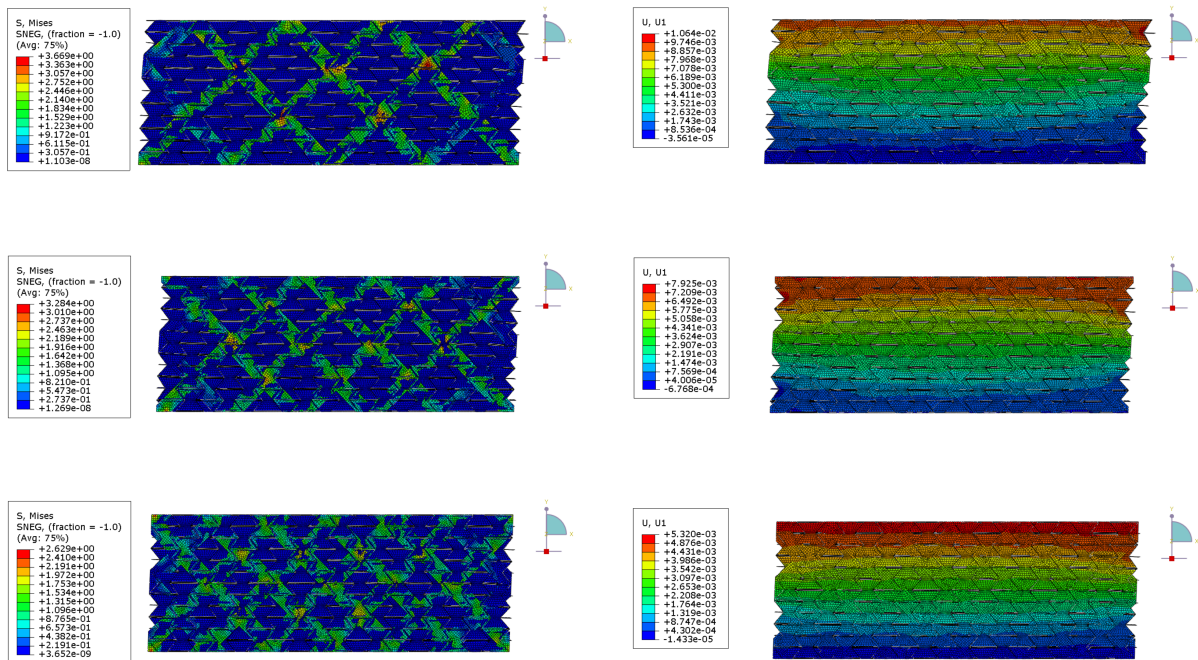 S, Mises
SNEG, (fraction = -1.0)
(Avg: 75%)
+3.669e+00
+3.363e+00
+3.057e+00
+2.752e+00
+2.446e+00
+2.140e+00
+1.834e+00
+1.529e+00
+1.223e+00
+9.172e-01
+6.115e-01
+3.057e-01
+1.103e-08
Y
X
U, U1
+1.064e-02
+9.746e-03
+8.857e-03
+7.968e-03
+7.078e-03
+6.189e-03
+5.300e-03
+4.411e-03
+3.521e-03
+2.632e-03
+1.743e-03
+8.536e-04
-3.561e-05
Y
X
S, Mises
SNEG, (fraction = -1.0)
(Avg: 75%)
+3.284e+00
+3.010e+00
+2.737e+00
+2.463e+00
+2.189e+00
+1.916e+00
+1.642e+00
+1.368e+00
+1.095e+00
+8.210e-01
+5.473e-01
+2.737e-01
+1.269e-08
Y
X
U, U1
+7.925e-03
+7.209e-03
+6.492e-03
+5.775e-03
+5.058e-03
+4.341e-03
+3.624e-03
+2.907e-03
+2.191e-03
+1.474e-03
+7.569e-04
+4.006e-05
-6.768e-04
Y
X
S, Mises
SNEG, (fraction = -1.0)
(Avg: 75%)
+2.629e+00
+2.410e+00
+2.191e+00
+1.972e+00
+1.753e+00
+1.534e+00
+1.315e+00
+1.096e+00
+8.765e-01
+6.573e-01
+4.382e-01
+2.191e-01
+3.652e-09
Y
X
U, U1
+5.320e-03
+4.876e-03
+4.431e-03
+3.986e-03
+3.542e-03
+3.097e-03
+2.653e-03
+2.208e-03
+1.764e-03
+1.319e-03
+8.747e-04
+4.302e-04
-1.433e-05
Y
X